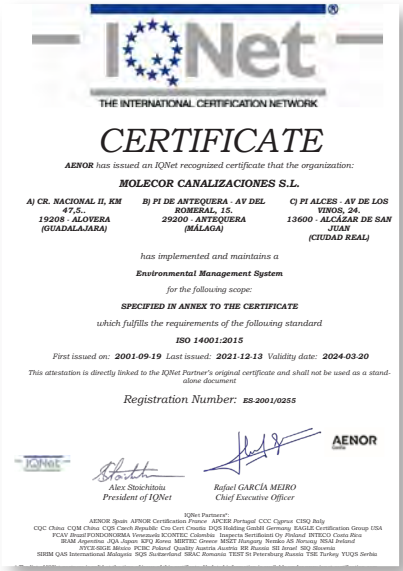 IQNet ®
THE INTERNATIONAL CERTIFICATION NETWORK
CERTIFICATE
AENOR has issued an IQNet recognized certificate that the organization:
MOLECOR CANALIZACIONES S.L.
A) CR. NACIONAL II, KM
47,5..
19208 - ALOVERA
(GUADALAJARA)
B) PI DE ANTEQUERA - AV DEL
ROMERAL, 15.
29200 - ANTEQUERA
(MÁLAGA)
C) PI ALCES - AV DE LOS
VINOS, 24.
13600 - ALCÁZAR DE SAN
JUAN
(CIUDAD REAL)
has implemented and maintains a
Environmental Management System
for the following scope:
SPECIFIED IN ANNEX TO THE CERTIFICATE
which fulfills the requirements of the following standard
ISO 14001:2015
First issued on: 2001-09-19 Last issued: 2021-12-13 Validity date: 2024-03-20
This attestation is directly linked to the IQNet Partner's original certificate and shall not be used as a stand-
alone document
Registration Number: ES-2001/0255
IQNet
AENOR
Alex Stoichitoiu
President of IQNet
Rafael GARCÍA MEIRO
Chief Executive Officer
IQNet Partners*:
AENOR Spain AFNOR Certification France APCER Portugal CCC Cyprus CISQ Italy
CQC China CQM China CQS Czech Republic Cro Cert Croatia DQS Holding GmbH Germany EAGLE Certification Group USA
FCAV Brazil FONDONORMA Venezuela ICONTEC Colombia Inspecta Sertifiointi Oy Finland INTECO Costa Rica
IRAM Argentina JQA Japan KFQ Korea MIRTEC Greece MSZT Hungary Nemko AS Norway NSAI Ireland
NYCE-SIGE México PCBC Poland Quality Austria Austria RR Russia SII Israel SIQ Slovenia
SIRIM QAS International Malaysia SQS Switzerland SRAC Romania TEST St Petersburg Russia TSE Turkey YUQS Serbia